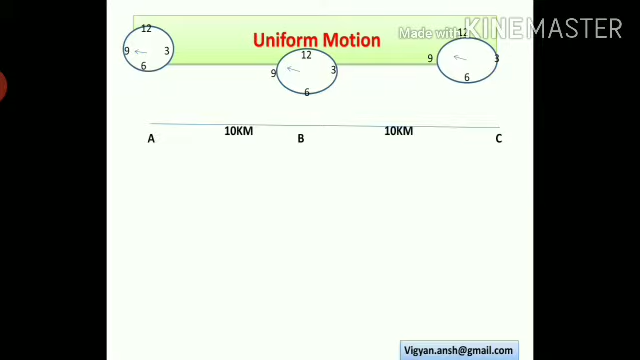 Made with KINEMASTER
Uniform Motion
12
9 3
6
12
9 3
6
12
9 3
6
10KM 10KM
A B C
Vigyan.ansh@gmail.com